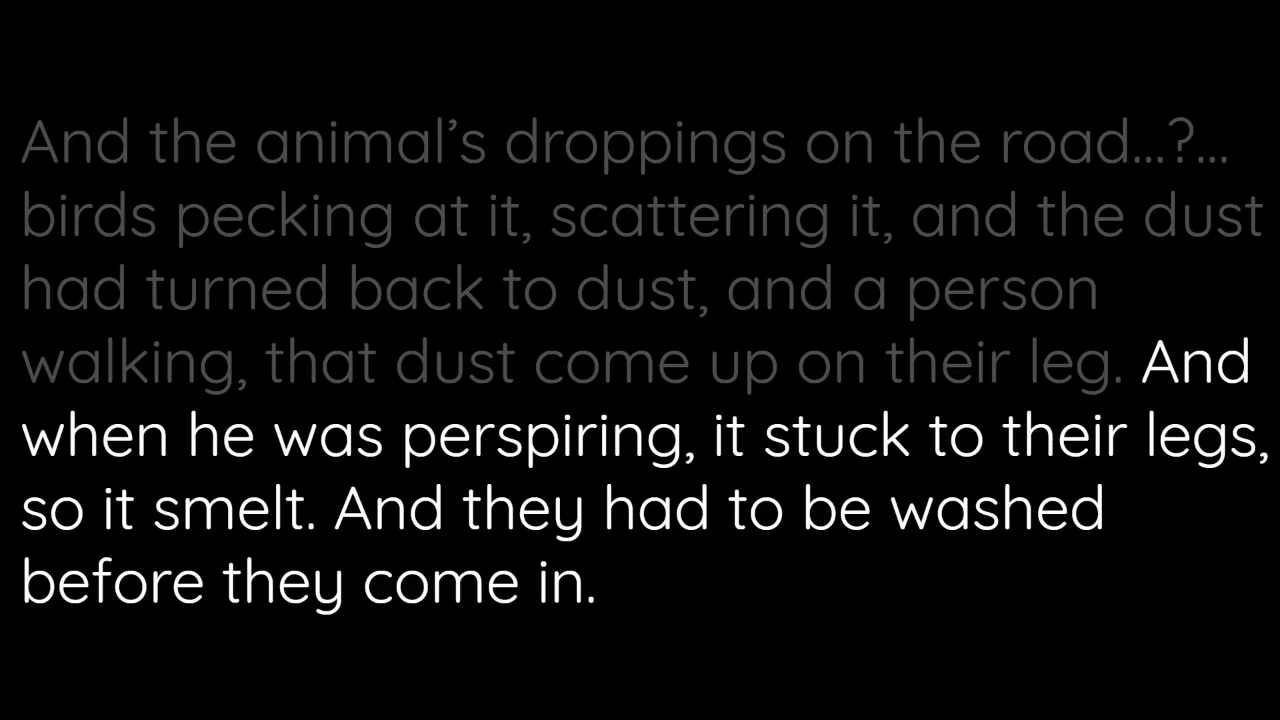 And the animal’s droppings on the road...?...
birds pecking at it, scattering it, and the dust
had turned back to dust, and a person
walking, that dust come up on their leg. And
when he was perspiring, it stuck to their legs,
so it smelt. And they had to be washed
before they come in.